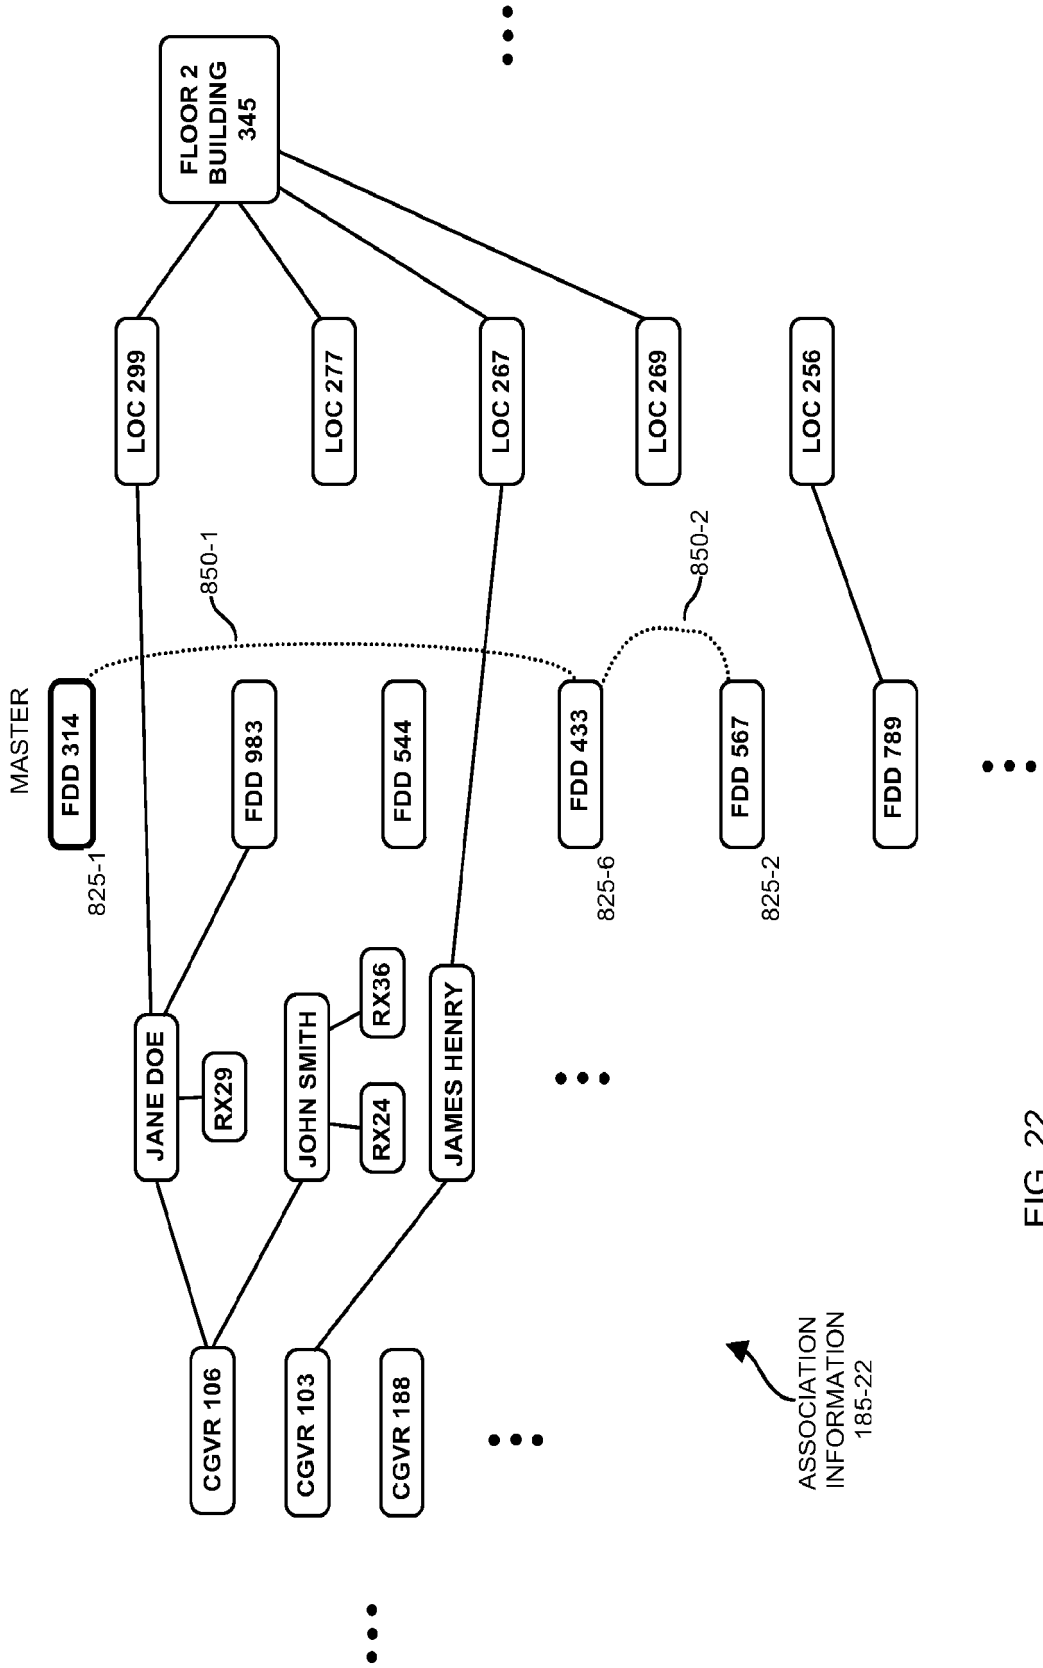 MASTER
825-1
FDD 314
JANE DOE
LOC 299
FLOOR 2
BUILDING
345
850-1
CGVR 106
RX29
FDD 983
JOHN SMITH
LOC 277
CGVR 103
RX24
RX36
FDD 544
CGVR 188
JAMES HENRY
LOC 267
825-6
FDD 433
LOC 269
850-2
825-2
FDD 567
LOC 256
ASSOCIATION
INFORMATION
185-22
FDD 789
FIG. 22